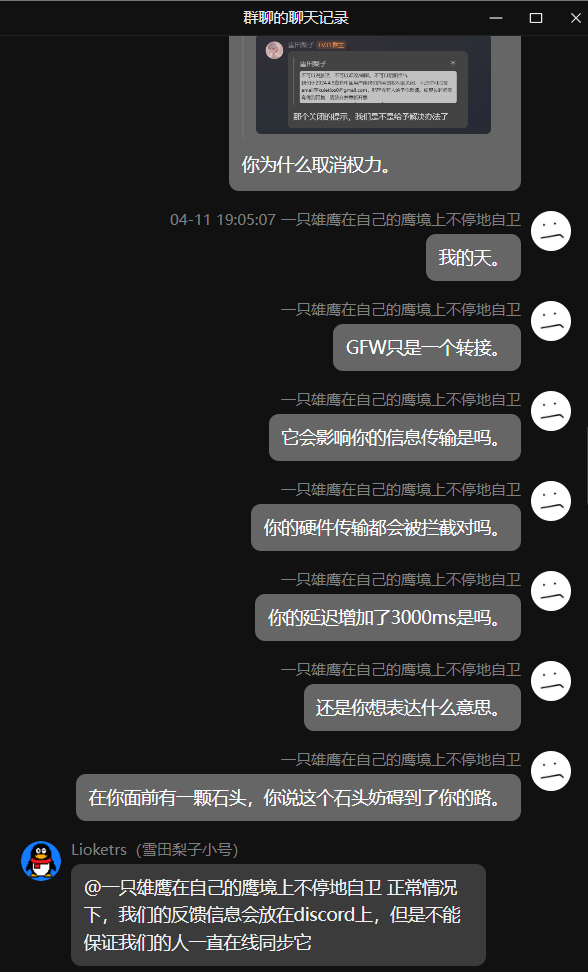 群聊的聊天记录
雪田梨子
雪田梨子
那个关闭的提示，我们是不是给予解决办法了
你为什么取消权力。
04-11 19:05:07 一只雄鹰在自己的鹰境上不停地自卫
我的天。
一只雄鹰在自己的鹰境上不停地自卫
GFW只是一个转接。
一只雄鹰在自己的鹰境上不停地自卫
它会影响你的信息传输是吗。
一只雄鹰在自己的鹰境上不停地自卫
你的硬件传输都会被拦截对吗。
一只雄鹰在自己的鹰境上不停地自卫
你的延迟增加了3000ms是吗。
一只雄鹰在自己的鹰境上不停地自卫
还是你想表达什么意思。
一只雄鹰在自己的鹰境上不停地自卫
在你面前有一颗石头，你说这个石头妨碍到了你的路。
Lioketrs（雪田梨子小号）
@一只雄鹰在自己的鹰境上不停地自卫 正常情况
下，我们的反馈信息会放在discord上，但是不能
保证我们的人一直在线同步它